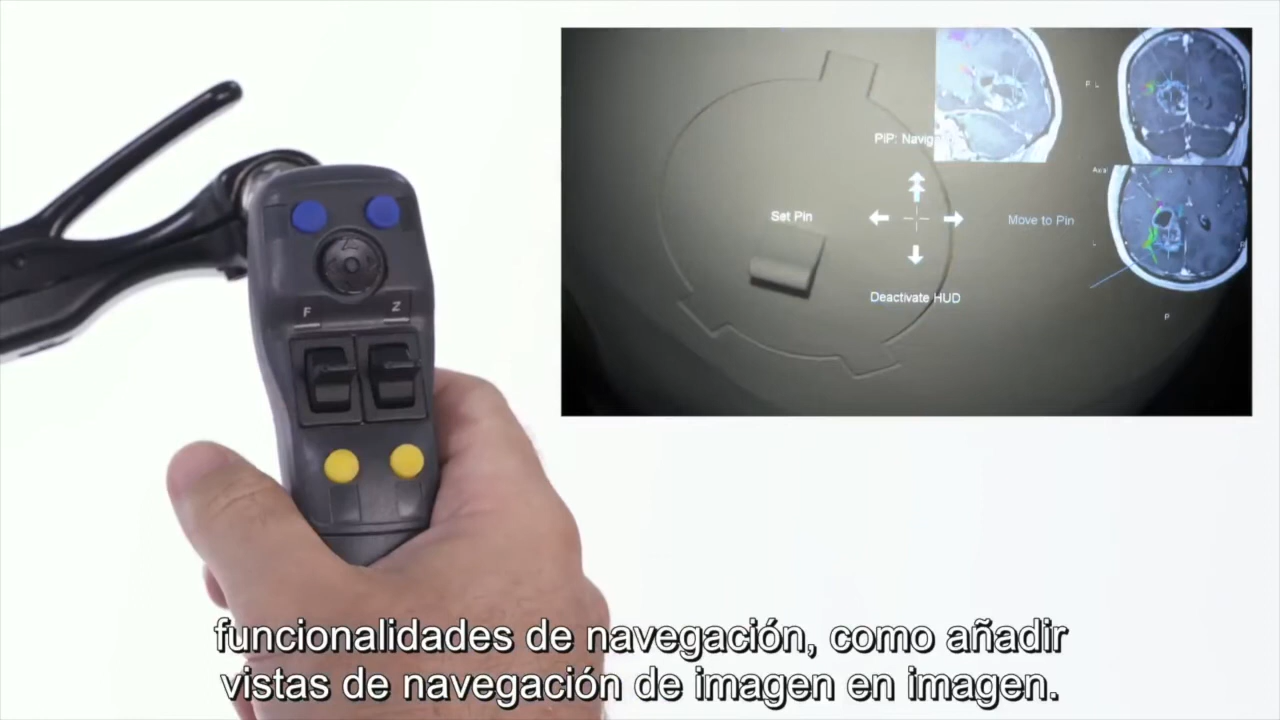 PiP: Navig
R L
Axi
Set Pin
Move to Pin
L
Deactivate HUD
P
F
Z
funcionalidades de navegación, como añadir
vistas de navegación de imagen en imagen.